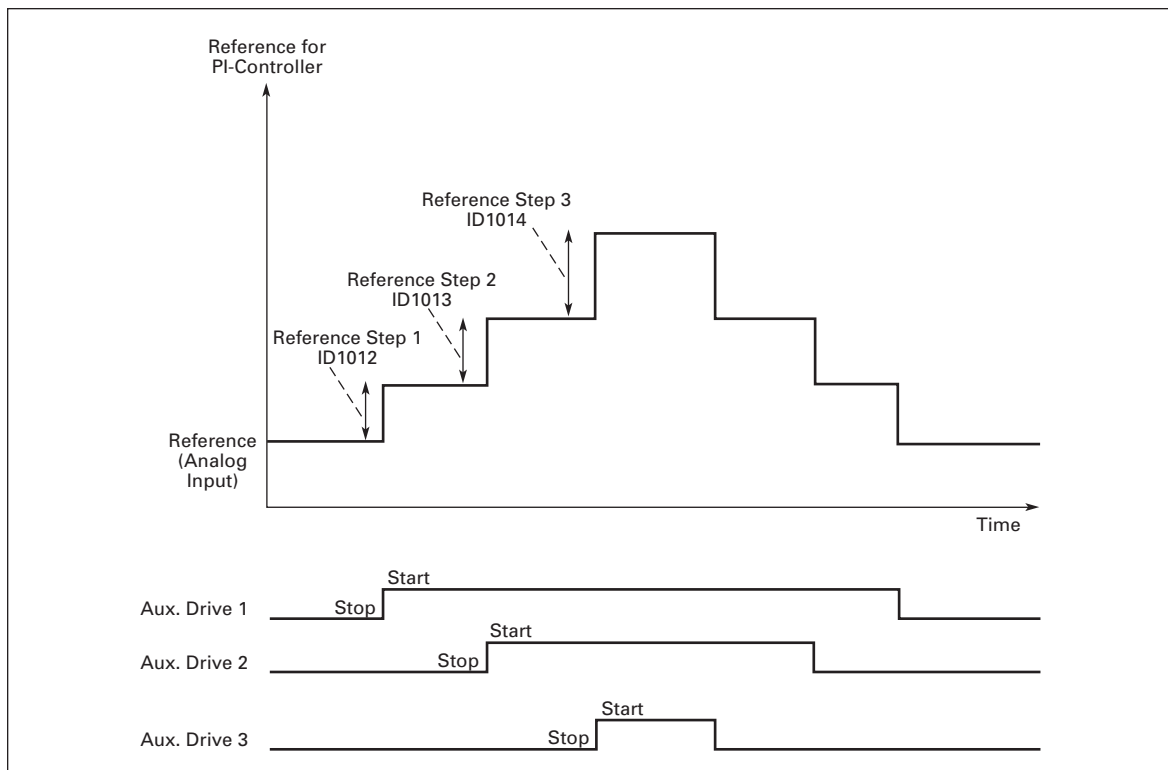 Reference for
PI-Controller
Reference Step 3
ID1014
Reference Step 2
ID1013
Reference Step 1
ID1012
Reference
(Analog
Input)
Time
Start
Aux. Drive 1
Stop
Start
Aux. Drive 2
Stop
Start
Aux. Drive 3
Stop